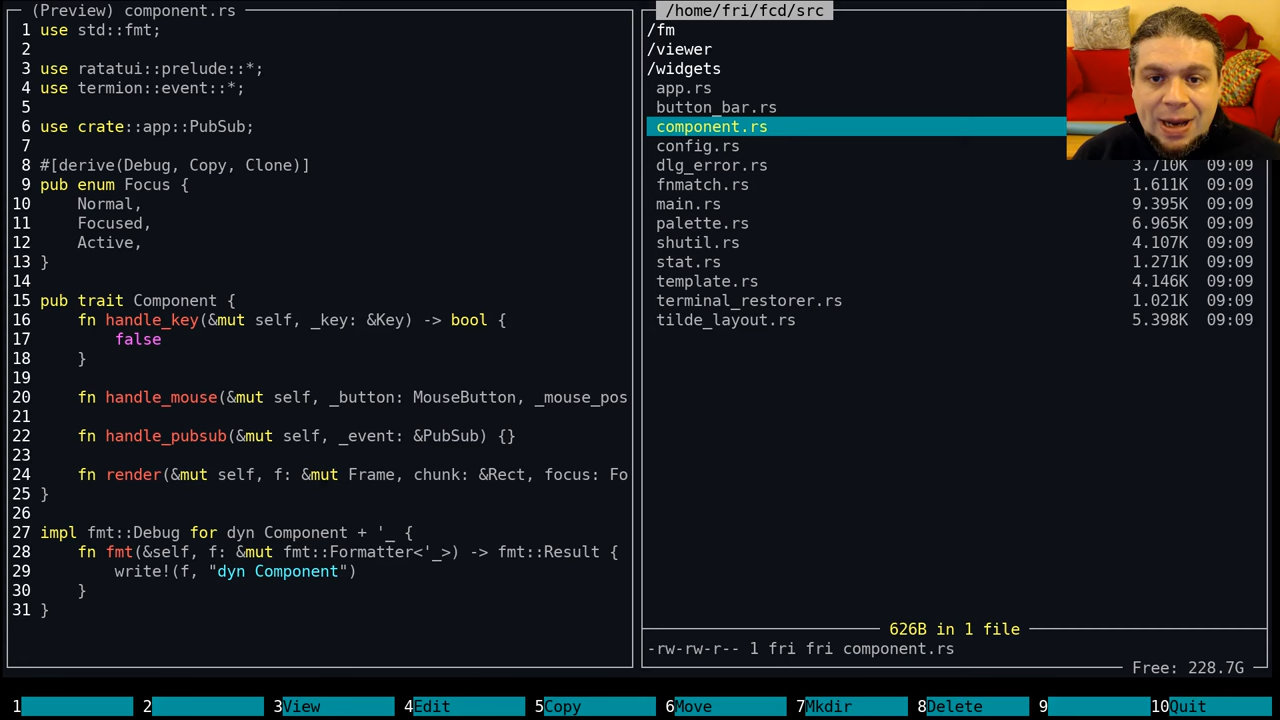 (Preview) component.rs
1 use std::fmt;
2
3 use ratatui::prelude::*;
4 use termion::event::*;
5
6 use crate::app::PubSub;
7
8 #[derive(Debug, Copy, Clone)]
9 pub enum Focus {
10     Normal,
11     Focused,
12     Active,
13 }
14
15 pub trait Component {
16     fn handle_key(&mut self, _key: &Key) -> bool {
17         false
18     }
19
20     fn handle_mouse(&mut self, _button: MouseButton, _mouse_pos
21
22     fn handle_pubsub(&mut self, _event: &PubSub) {}
23
24     fn render(&mut self, f: &mut Frame, chunk: &Rect, focus: Fo
25 }
26
27 impl fmt::Debug for dyn Component + '_ {
28     fn fmt(&self, f: &mut fmt::Formatter<'_>) -> fmt::Result {
29         write!(f, "dyn Component")
30     }
31 }
/home/fri/fcd/src
/fm
/viewer
/widgets
app.rs
button_bar.rs
component.rs
config.rs
dlg_error.rs 3.710K 09:09
fnmatch.rs 1.611K 09:09
main.rs 9.395K 09:09
palette.rs 6.965K 09:09
shutil.rs 4.107K 09:09
stat.rs 1.271K 09:09
template.rs 4.146K 09:09
terminal_restorer.rs 1.021K 09:09
tilde_layout.rs 5.398K 09:09
626B in 1 file
-rw-rw-r-- 1 fri fri component.rs
Free: 228.7G
1 2 3View 4Edit 5Copy 6Move 7Mkdir 8Delete 9 10Quit